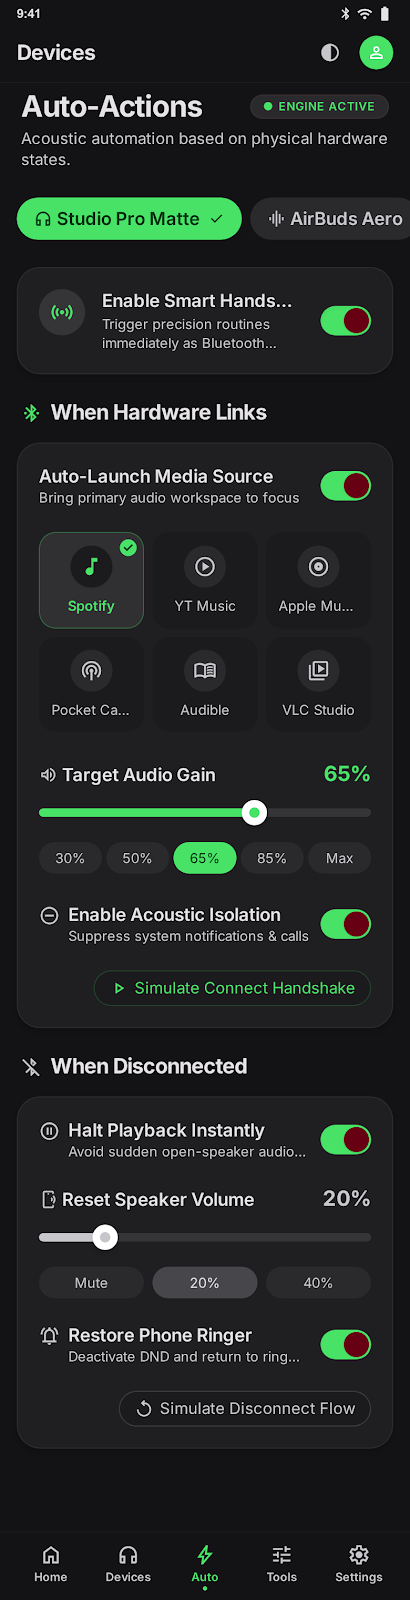 9:41
Devices
Auto-Actions
ENGINE ACTIVE
Acoustic automation based on physical hardware
states.
Studio Pro Matte
AirBuds Aero
Enable Smart Hands...
Trigger precision routines
immediately as Bluetooth...
When Hardware Links
Auto-Launch Media Source
Bring primary audio workspace to focus
Spotify
YT Music
Apple Mu...
Pocket Ca...
Audible
VLC Studio
Target Audio Gain
65%
30%
50%
65%
85%
Max
Enable Acoustic Isolation
Suppress system notifications & calls
Simulate Connect Handshake
When Disconnected
Halt Playback Instantly
Avoid sudden open-speaker audio...
Reset Speaker Volume
20%
Mute
20%
40%
Restore Phone Ringer
Deactivate DND and return to ring...
Simulate Disconnect Flow
Home
Devices
Auto
Tools
Settings